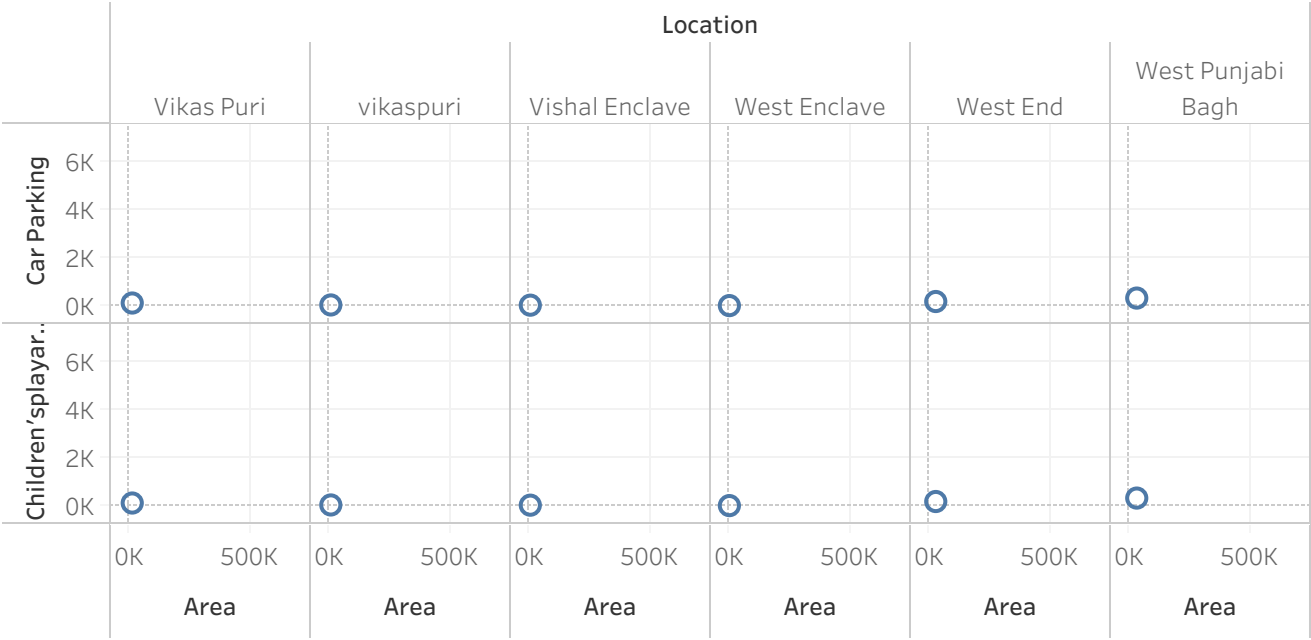 Location
Vikas Puri
vikaspuri
Vishal Enclave
West Enclave
West End
West Punjabi
Bagh
Car Parking
6K
4K
2K
0K
Children'splayar..
6K
4K
2K
0K
0K 500K
0K 500K
0K 500K
0K 500K
0K 500K
0K 500K
Area
Area
Area
Area
Area
Area